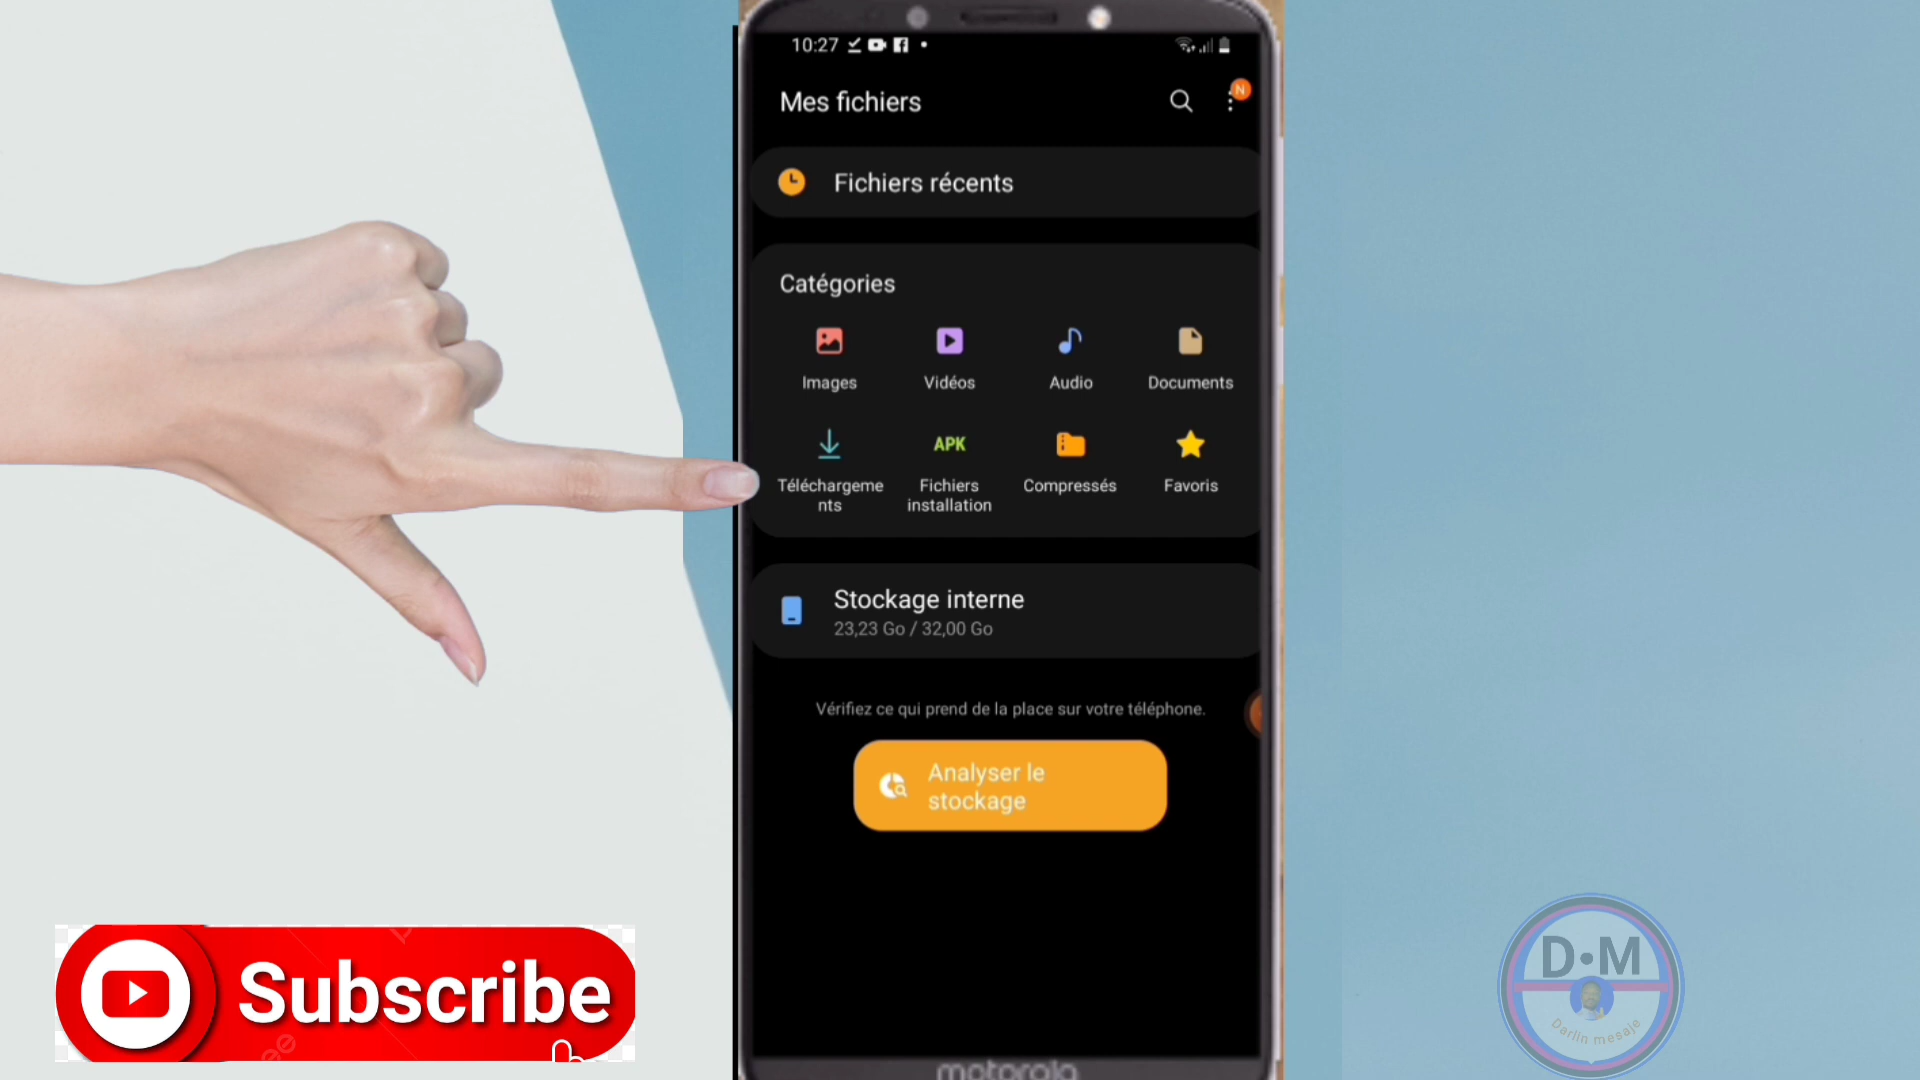 10:27
Mes fichiers
N
Fichiers récents
Catégories
Images
Vidéos
Audio
Documents
APK
Téléchargeme
nts
Fichiers
installation
Compressés
Favoris
Stockage interne
23,23 Go / 32,00 Go
Vérifiez ce qui prend de la place sur votre téléphone.
Analyser le
stockage
Subscribe
D•M
Darlin mesaje
motorola